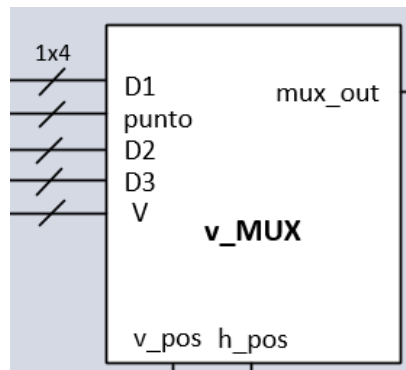 1x4
D1
mux_out
punto
D2
D3
V
v_MUX
v_pos h_pos